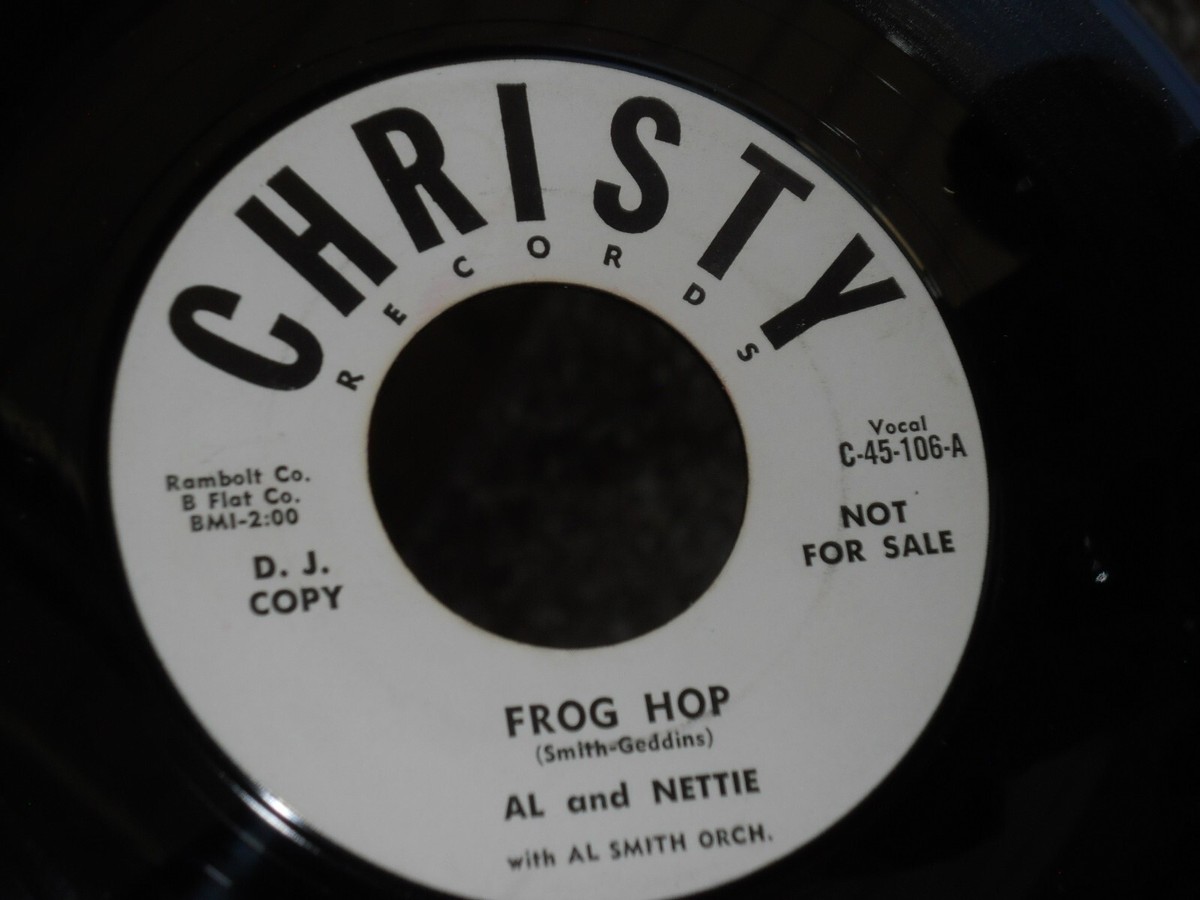 CHRISTY
RECORDS
Rambolt Co.
B Flat Co.
BMI-2:00
D. J.
COPY
Vocal
C-45-106-A
NOT
FOR SALE
FROG HOP
(Smith-Geddins)
AL and NETTIE
with AL SMITH ORCH.